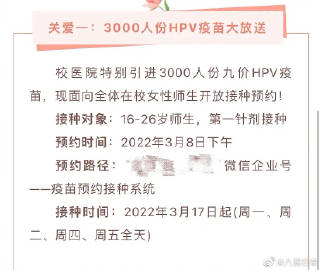 关爱一：3000人份HPV疫苗大放送
校医院特别引进3000人份九价HPV疫
苗，现面向全体在校女性师生开放接种预约！
接种对象：16-26岁师生，第一针剂接种
预约时间：2022年3月8日下午
预约路径：“ 微信企业号
——疫苗预约接种系统
接种时间：2022年3月17日起(周一、周
二、周四、周五全天)